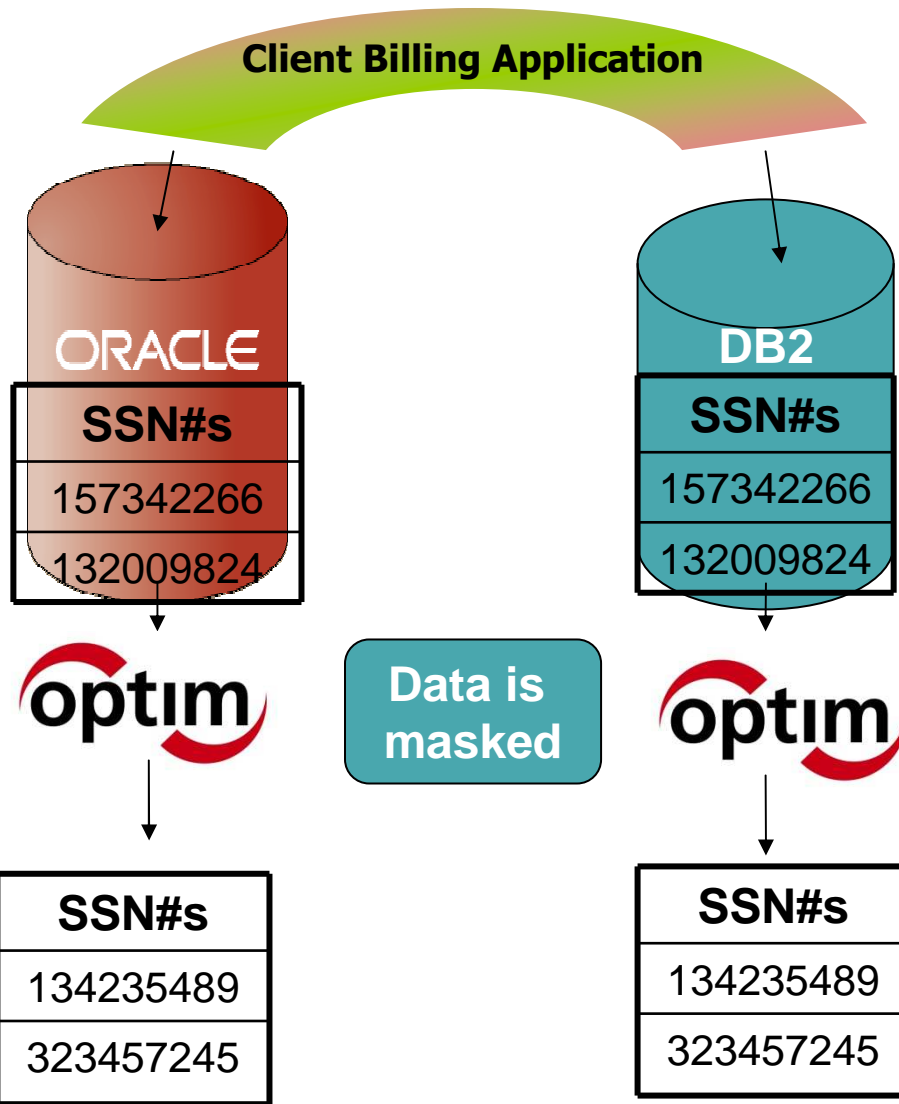 Client Billing Application
ORACLE
DB2
SSN#s
SSN#s
157342266
157342266
132009824
132009824
optim
optim
Data is
masked
SSN#s
SSN#s
134235489
134235489
323457245
323457245